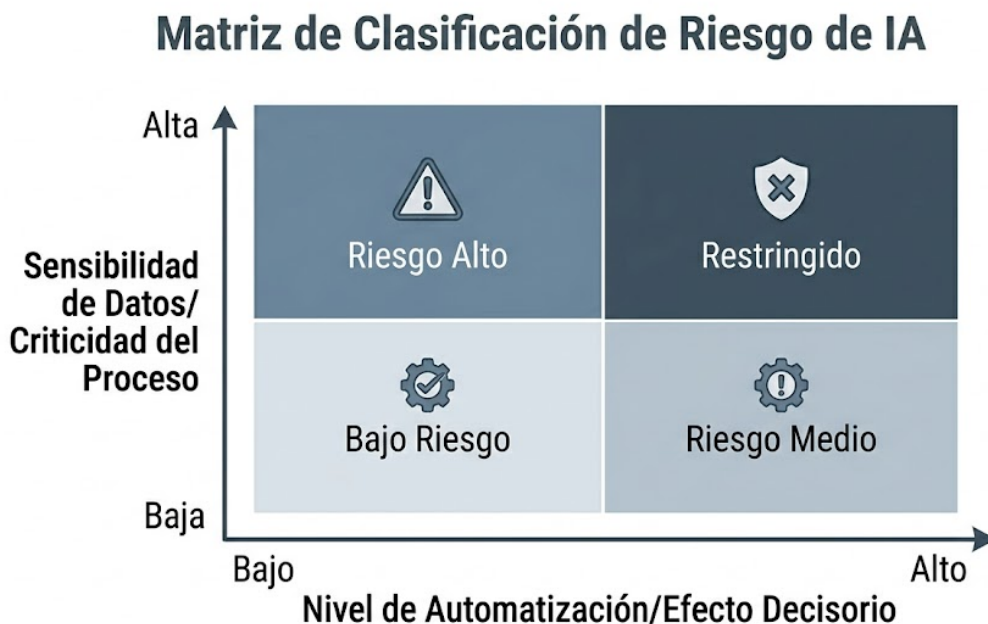 Matriz de Clasificación de Riesgo de IA
Alta
Riesgo Alto
Restringido
Sensibilidad
de Datos/
Criticidad del
Proceso
Bajo Riesgo
Riesgo Medio
Baja
Bajo
Alto
Nivel de Automatización/Efecto Decisorio